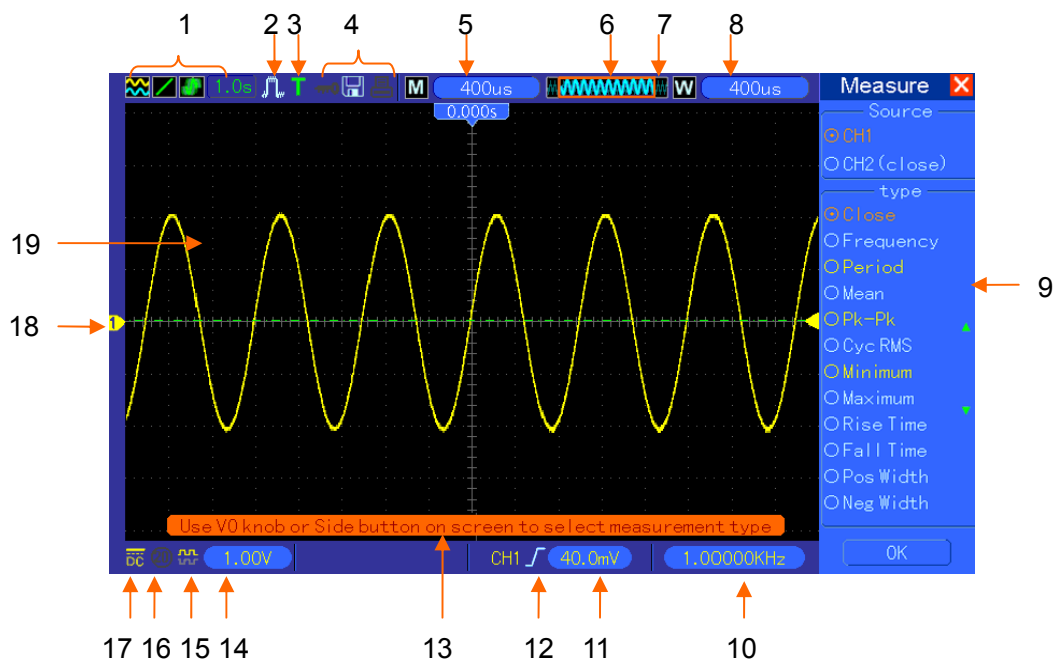 1 2 3 4 5 6 7 8
1.0s T M 400us W 400us
0.000s
Measure X
Source
CH1
CH2(close)
type
Close
Frequency
Period
Mean
Pk-Pk
Cyc RMS
Minimum
Maximum
Rise Time
Fall Time
Pos Width
Neg Width
OK
9
19
18
1
Use V0 knob or Side button on screen to select measurement type
DC 1.00V CH1 40.0mV 1.00000KHz
17 16 15 14 13 12 11 10